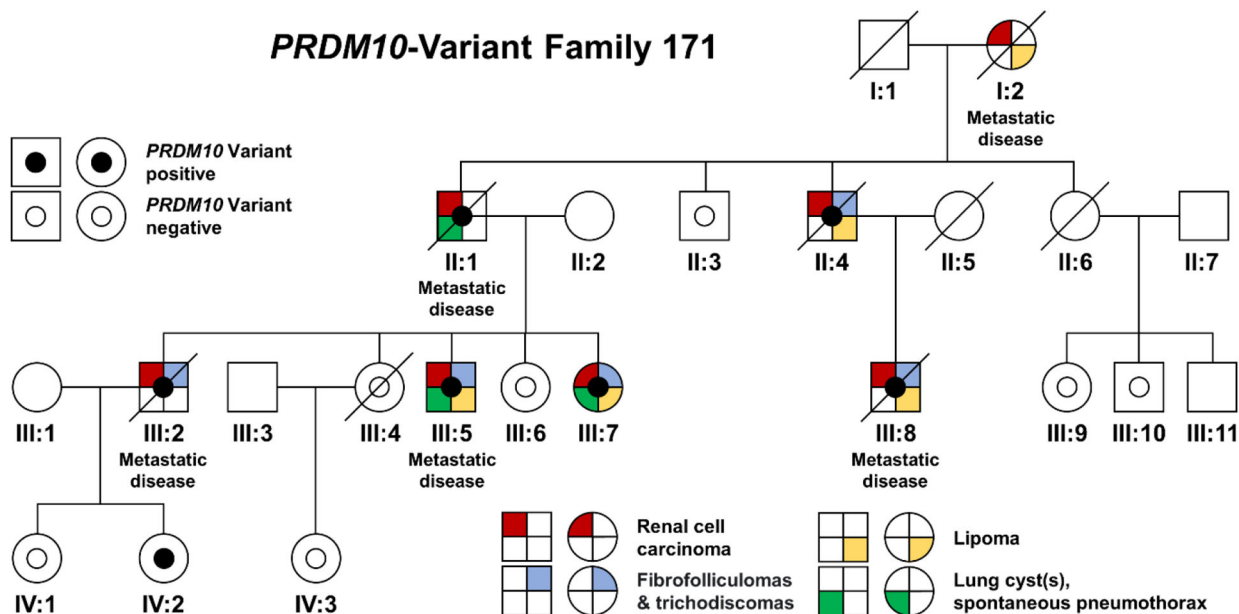 PRDM10-Variant Family 171
I:1
I:2
Metastatic
disease
PRDM10 Variant
positive
PRDM10 Variant
negative
II:1
II:2
II:3
II:4
II:5
II:6
II:7
Metastatic
disease
III:1
III:2
III:3
III:4
III:5
III:6
III:7
III:8
III:9
III:10
III:11
Metastatic
disease
Metastatic
disease
Metastatic
disease
IV:1
IV:2
IV:3
Renal cell
carcinoma
Fibrofolliculomas
& trichodiscomas
Lipoma
Lung cyst(s),
spontaneous pneumothorax